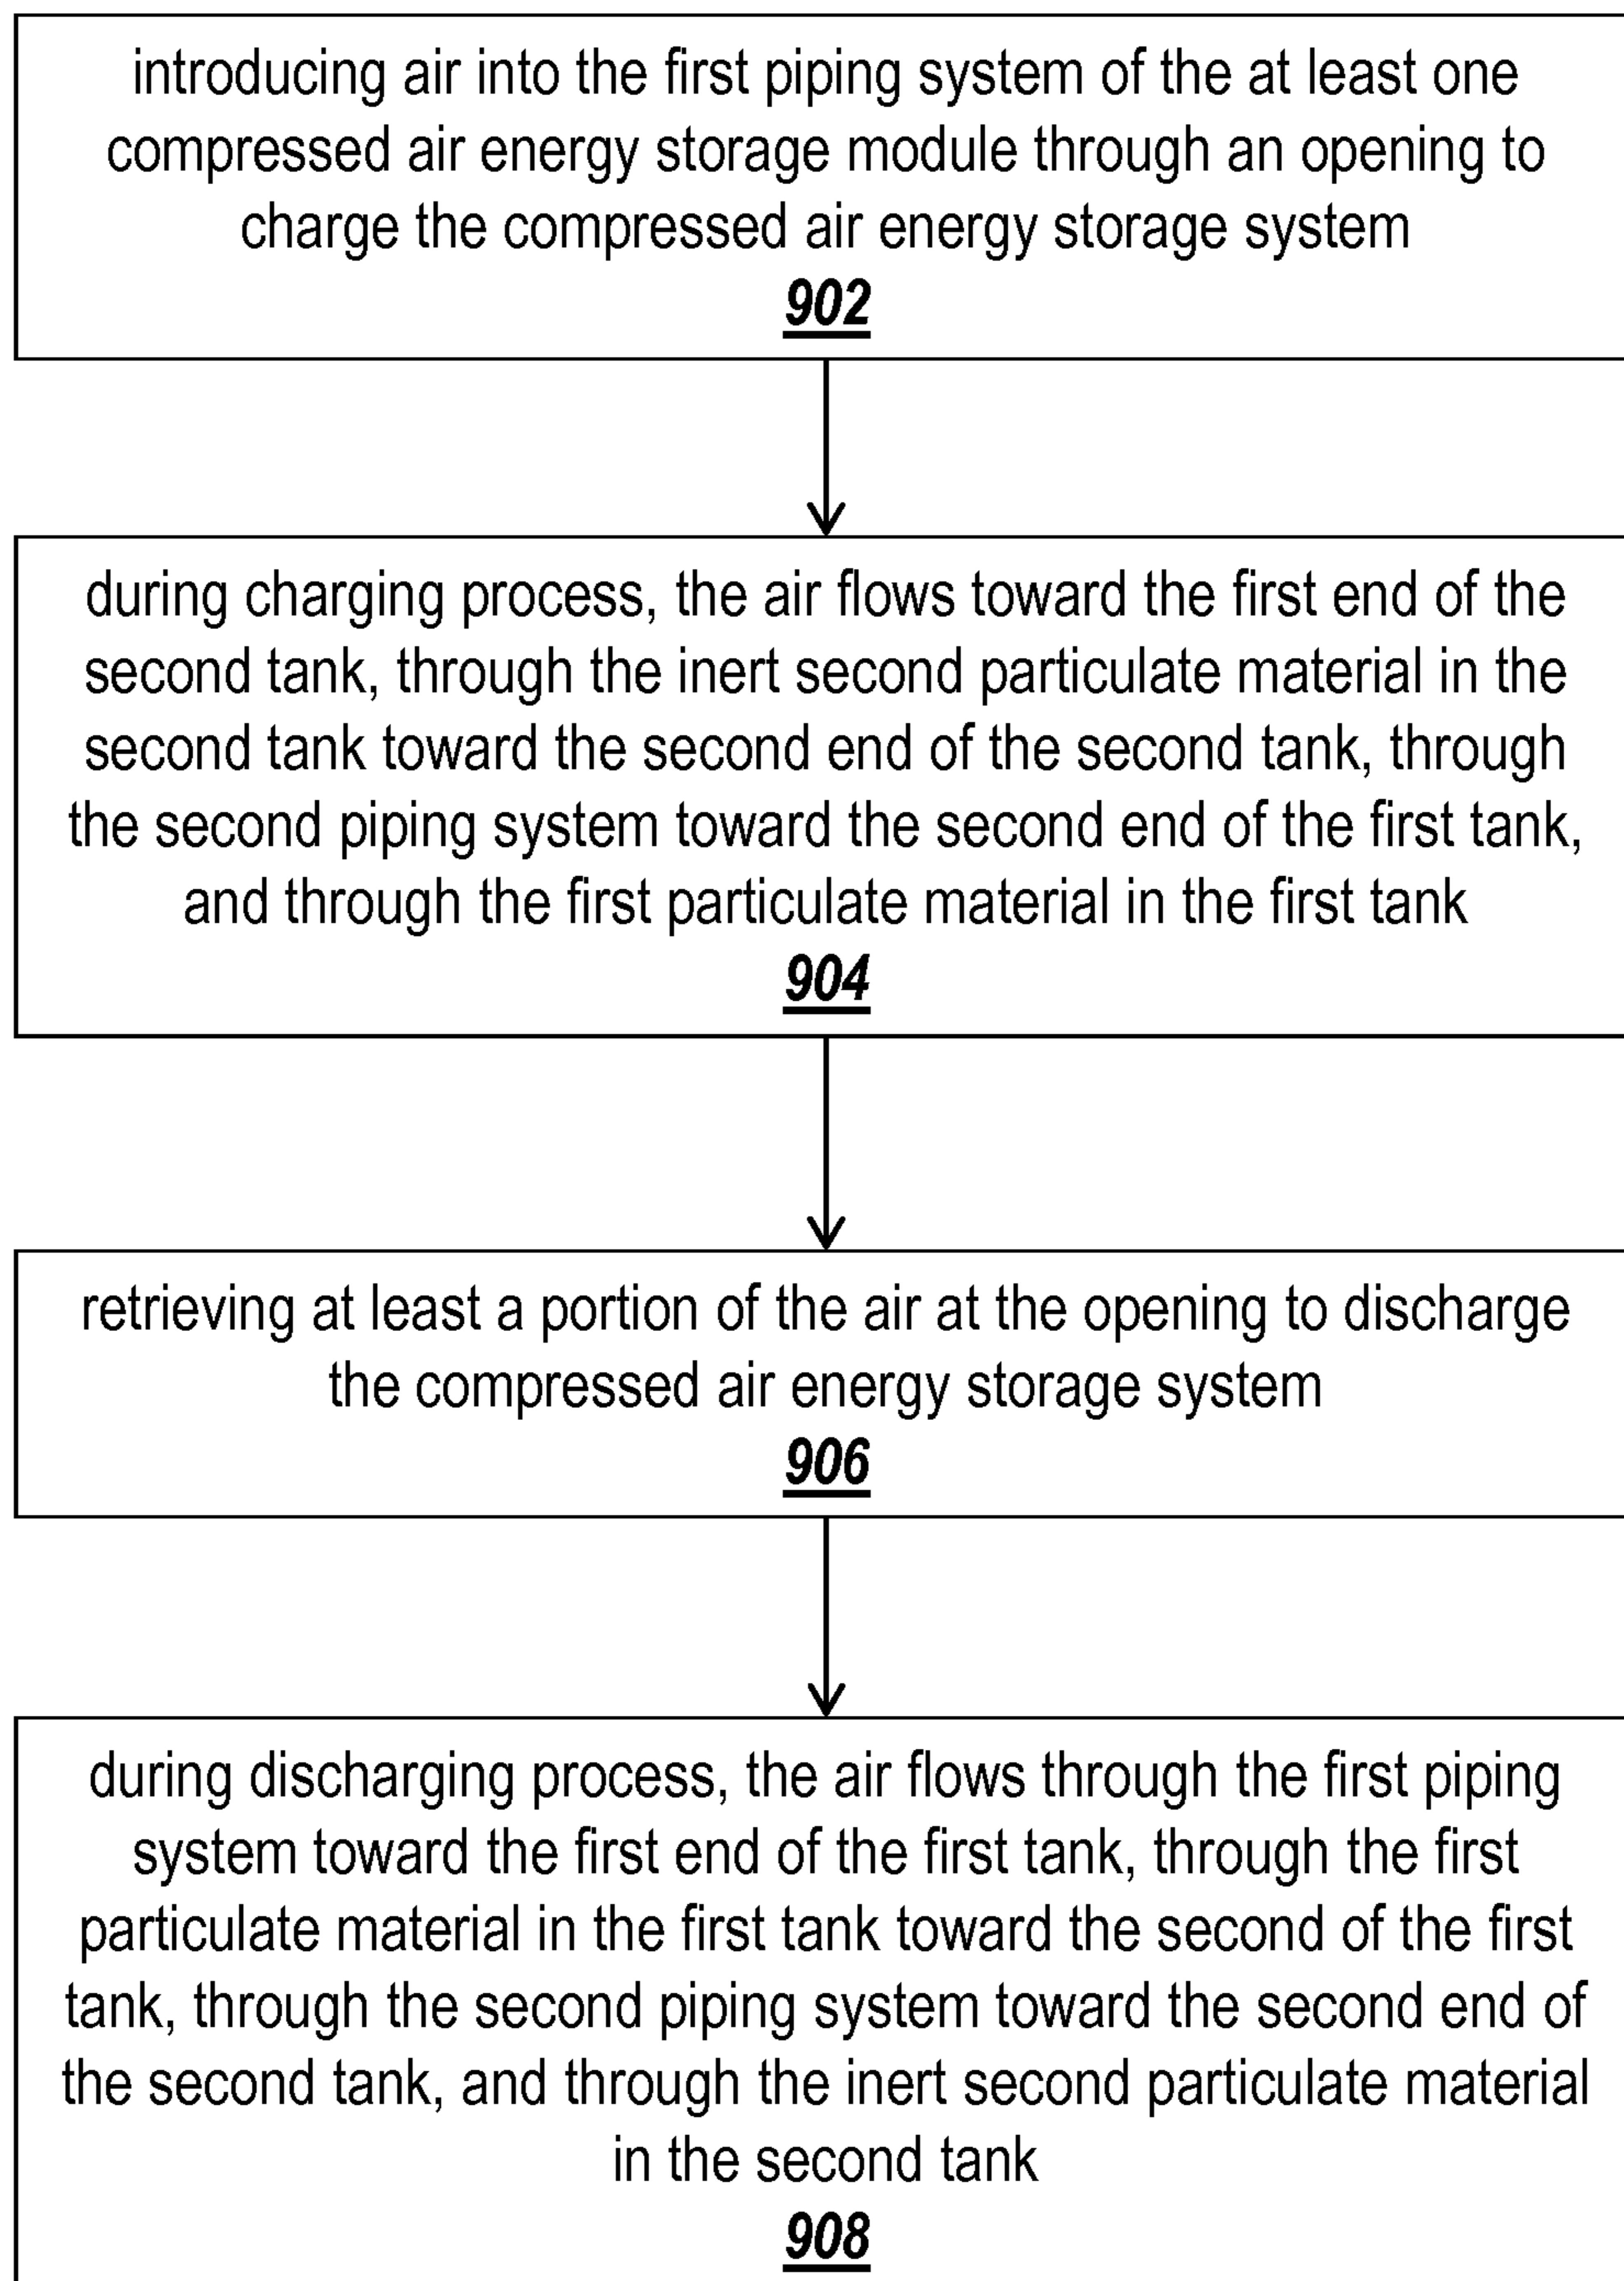 introducing air into the first piping system of the at least one
compressed air energy storage module through an opening to
charge the compressed air energy storage system
902
during charging process, the air flows toward the first end of the
second tank, through the inert second particulate material in the
second tank toward the second end of the second tank, through
the second piping system toward the second end of the first tank,
and through the first particulate material in the first tank
904
retrieving at least a portion of the air at the opening to discharge
the compressed air energy storage system
906
during discharging process, the air flows through the first piping
system toward the first end of the first tank, through the first
particulate material in the first tank toward the second of the first
tank, through the second piping system toward the second end of
the second tank, and through the inert second particulate material
in the second tank
908